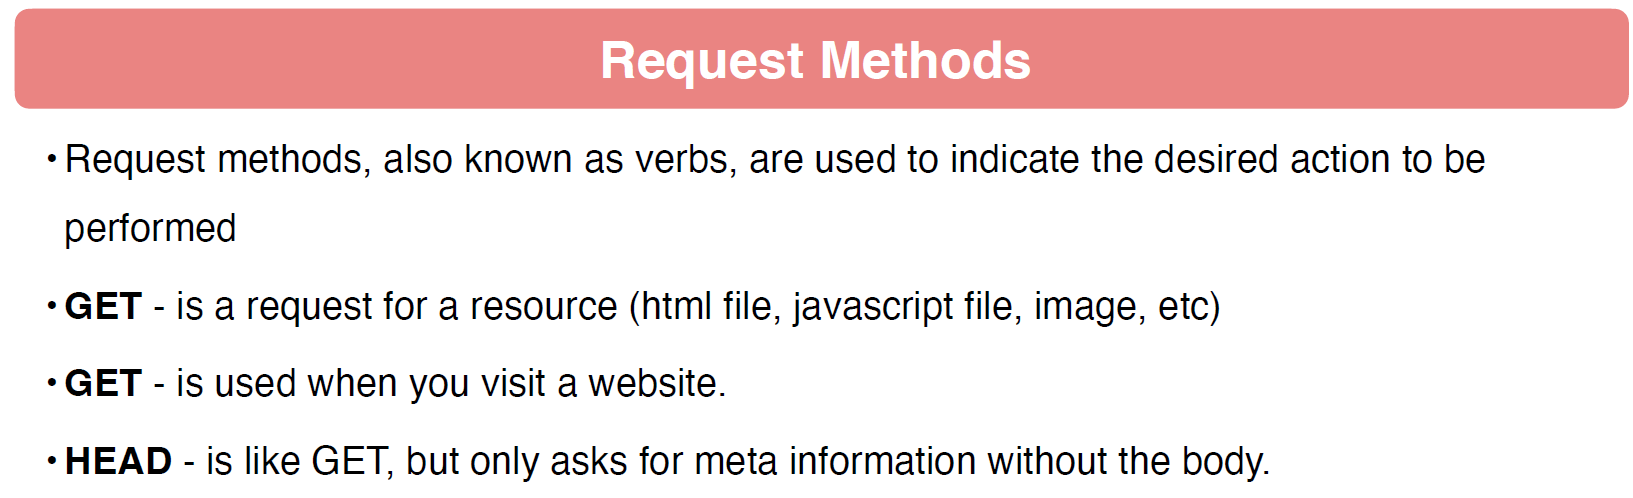 Request Methods
• Request methods, also known as verbs, are used to indicate the desired action to be
performed
• GET - is a request for a resource (html file, javascript file, image, etc)
• GET - is used when you visit a website.
• HEAD - is like GET, but only asks for meta information without the body.